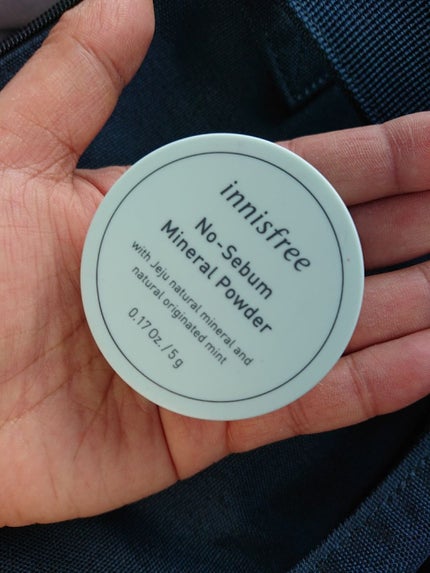 innisfree
No-Sebum
Mineral Powder
with Jeju natural mineral and
natural originated mint
0.17 Oz. / 5 g